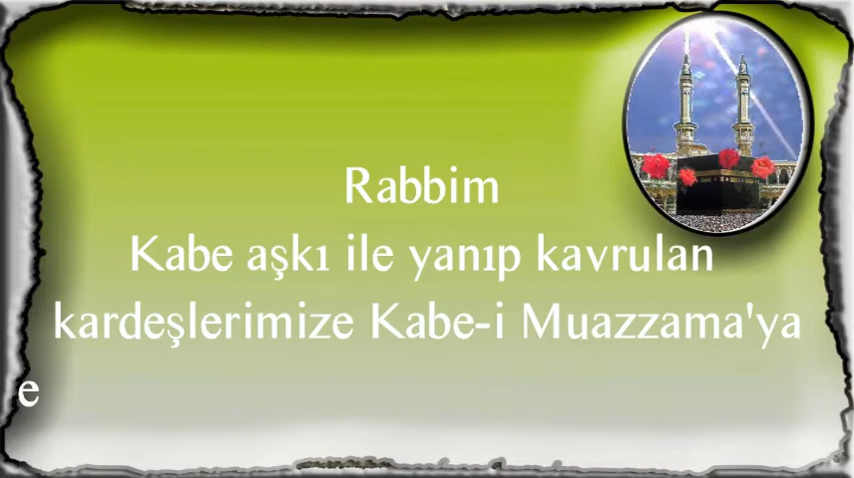 Rabbim
Kabe aşkı ile yanıp kavrulan
kardeşlerimize Kabe-i Muazzama'ya
e